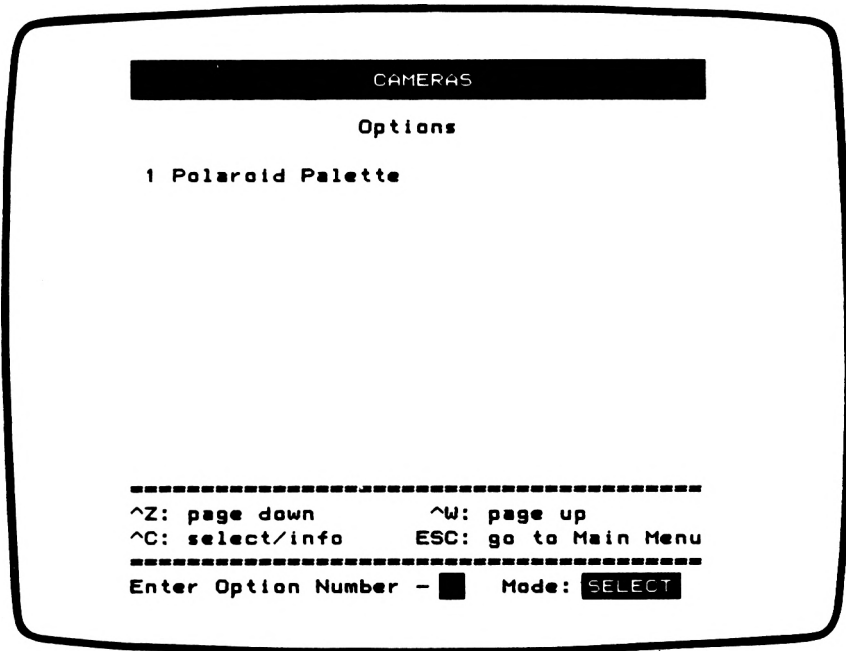 CAMERAS
Options
1 Polaroid Palette
^Z: page down ^W: page up
^C: select/info ESC: go to Main Menu
Enter Option Number - Mode: SELECT